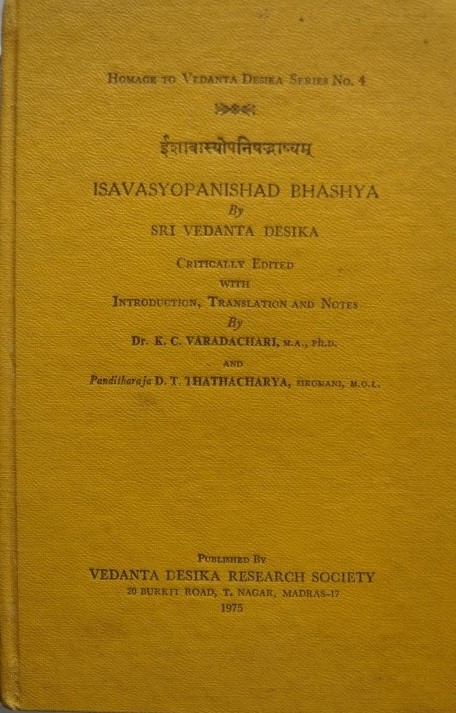 Homage to Vedanta Desika Series No. 4
ईशावास्योपनिषद्भाष्यम्
ISAVASYOPANISHAD BHASHYA
By
SRI VEDANTA DESIKA
Critically Edited
with
Introduction, Translation and Notes
By
Dr. K. C. VARADACHARI, M.A., Ph.D.
AND
Panditharaja D. T. THATHACHARYA, SIROMANI, M.O.L.
Published By
VEDANTA DESIKA RESEARCH SOCIETY
20 BURKIT ROAD, T. NAGAR, MADRAS-17
1975